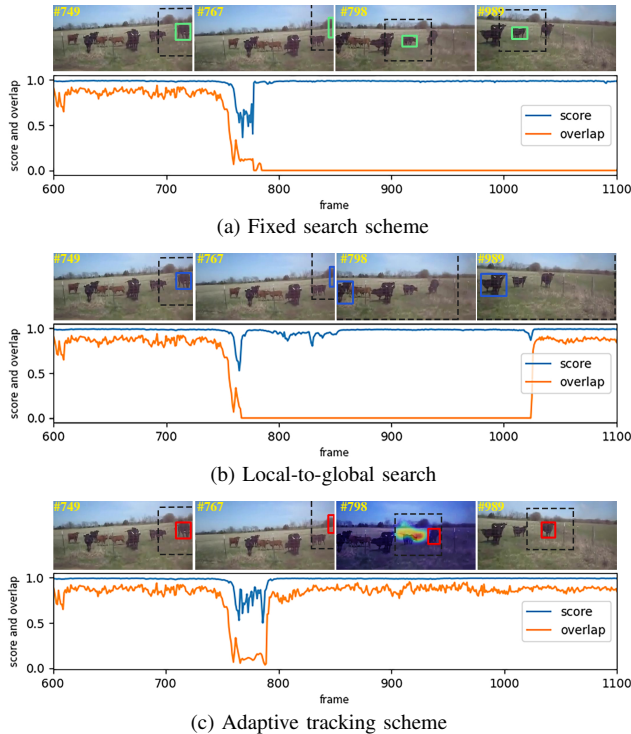 #749 #767 #798 #989
1.0
0.5
0.0
score and overlap
score
overlap
600 700 800 900 1000 1100
frame
(a) Fixed search scheme
#749 #767 #798 #989
1.0
0.5
0.0
score and overlap
score
overlap
600 700 800 900 1000 1100
frame
(b) Local-to-global search
#749 #767 #798 #989
1.0
0.5
0.0
score and overlap
score
overlap
600 700 800 900 1000 1100
frame
(c) Adaptive tracking scheme